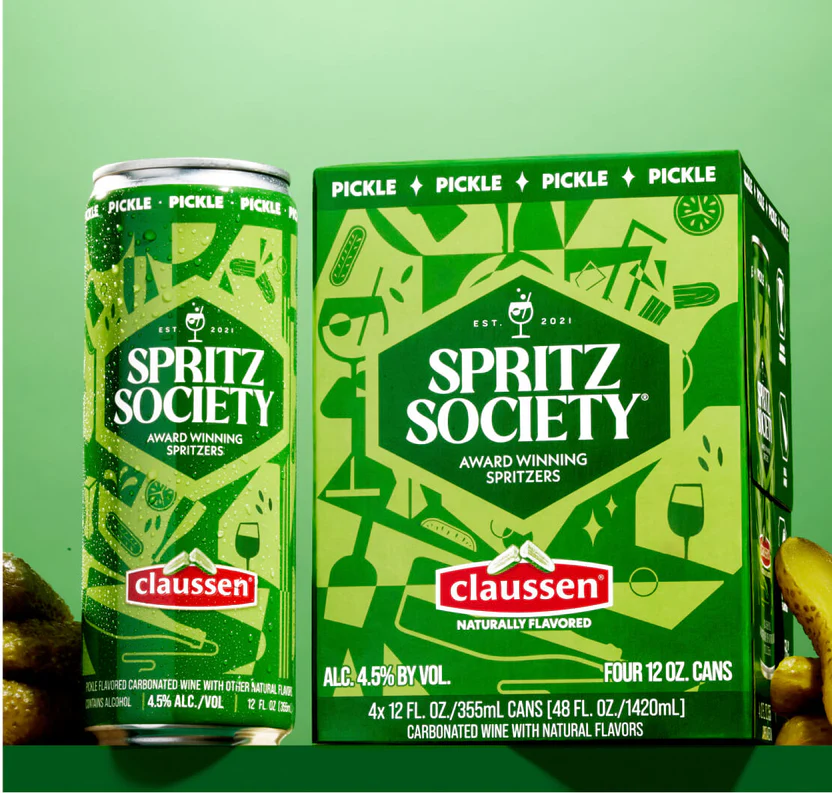 PICKLE · PICKLE · PICKLE
EST. 2021
SPRITZ
SOCIETY
AWARD WINNING
SPRITZERS
claussen®
PICKLE FLAVORED CARBONATED WINE WITH OTHER NATURAL FLAVORS
CONTAINS ALCOHOL
4.5% ALC./VOL
12 FL. OZ (355mL)
PICKLE ✦ PICKLE ✦ PICKLE ✦ PICKLE
EST. 2021
SPRITZ
SOCIETY®
AWARD WINNING
SPRITZERS
claussen®
NATURALLY FLAVORED
ALC. 4.5% BY VOL.
FOUR 12 OZ. CANS
4x 12 FL. OZ./355mL CANS [48 FL. OZ./1420mL]
CARBONATED WINE WITH NATURAL FLAVORS
SPRITZ
SOCIETY